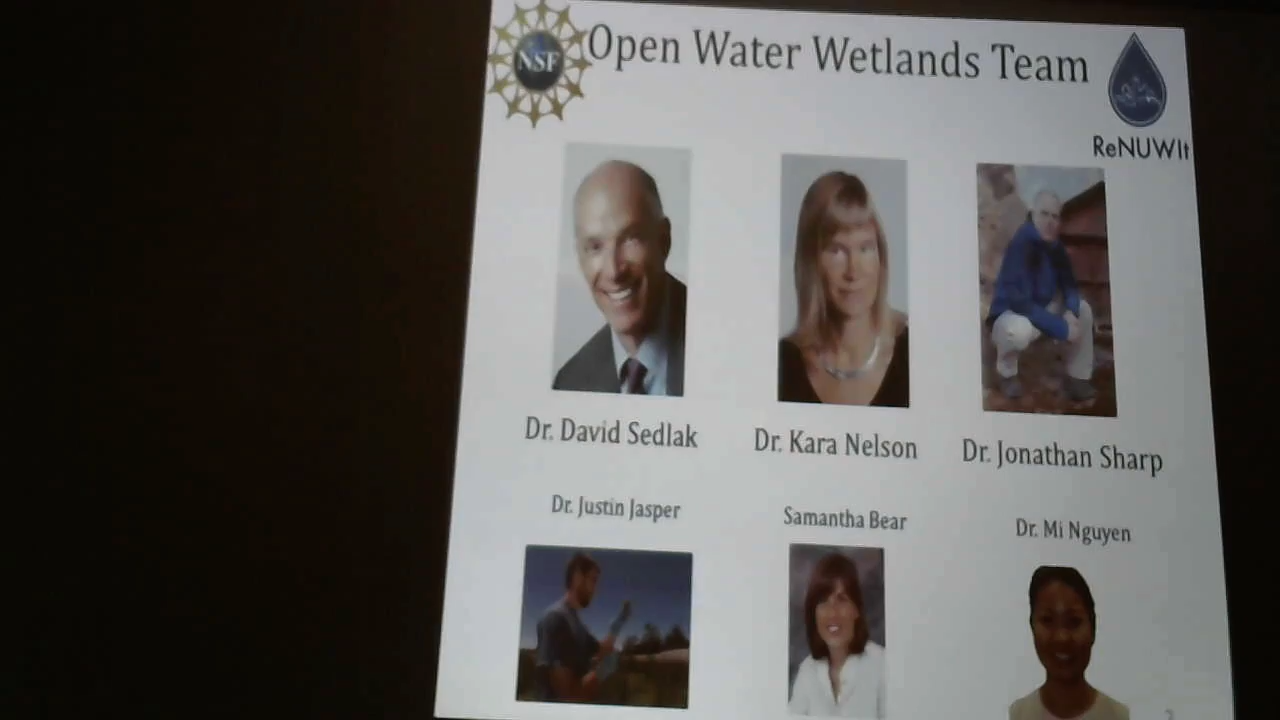 NSF
Open Water Wetlands Team
ReNUWIt
Dr. David Sedlak
Dr. Kara Nelson
Dr. Jonathan Sharp
Dr. Justin Jasper
Samantha Bear
Dr. Mi Nguyen